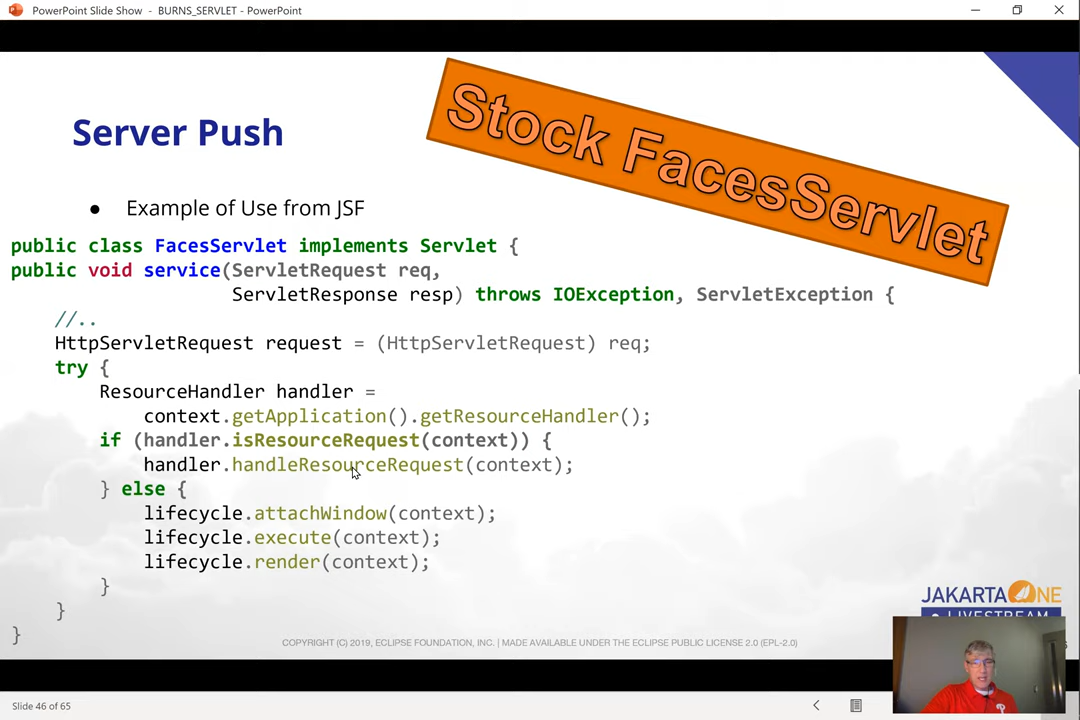 PowerPoint Slide Show - BURNS_SERVLET - PowerPoint
Stock FacesServlet
Server Push
● Example of Use from JSF
public class FacesServlet implements Servlet {
public void service(ServletRequest req,
ServletResponse resp) throws IOException, ServletException {
//..
HttpServletRequest request = (HttpServletRequest) req;
try {
ResourceHandler handler =
context.getApplication().getResourceHandler();
if (handler.isResourceRequest(context)) {
handler.handleResourceRequest(context);
} else {
lifecycle.attachWindow(context);
lifecycle.execute(context);
lifecycle.render(context);
}
}
}
JAKARTAONE
LIVESTREAM
COPYRIGHT (C) 2019, ECLIPSE FOUNDATION, INC. | MADE AVAILABLE UNDER THE ECLIPSE PUBLIC LICENSE 2.0 (EPL-2.0)
Slide 46 of 65